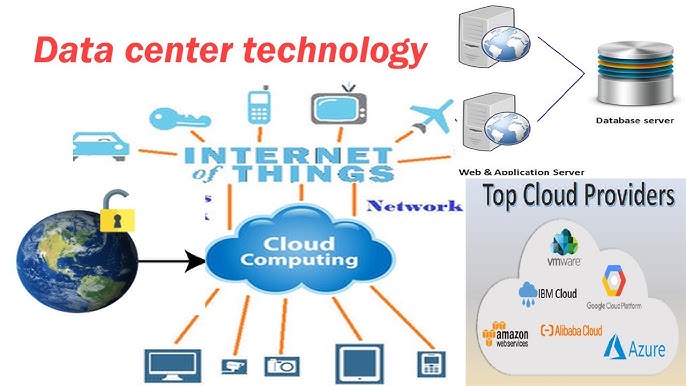 Data center technology
Database server
Web & Application Server
INTERNET
of THINGS
s
k
Network
Cloud
Computing
Top Cloud Providers
vmware
IBM Cloud
Google Cloud Platform
amazon
webservices
Alibaba Cloud
Azure